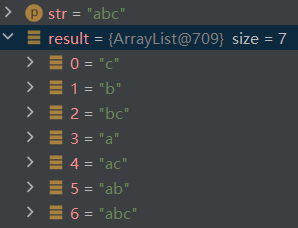 p str = "abc"
result = {ArrayList@709} size = 7
0 = "c"
1 = "b"
2 = "bc"
3 = "a"
4 = "ac"
5 = "ab"
6 = "abc"